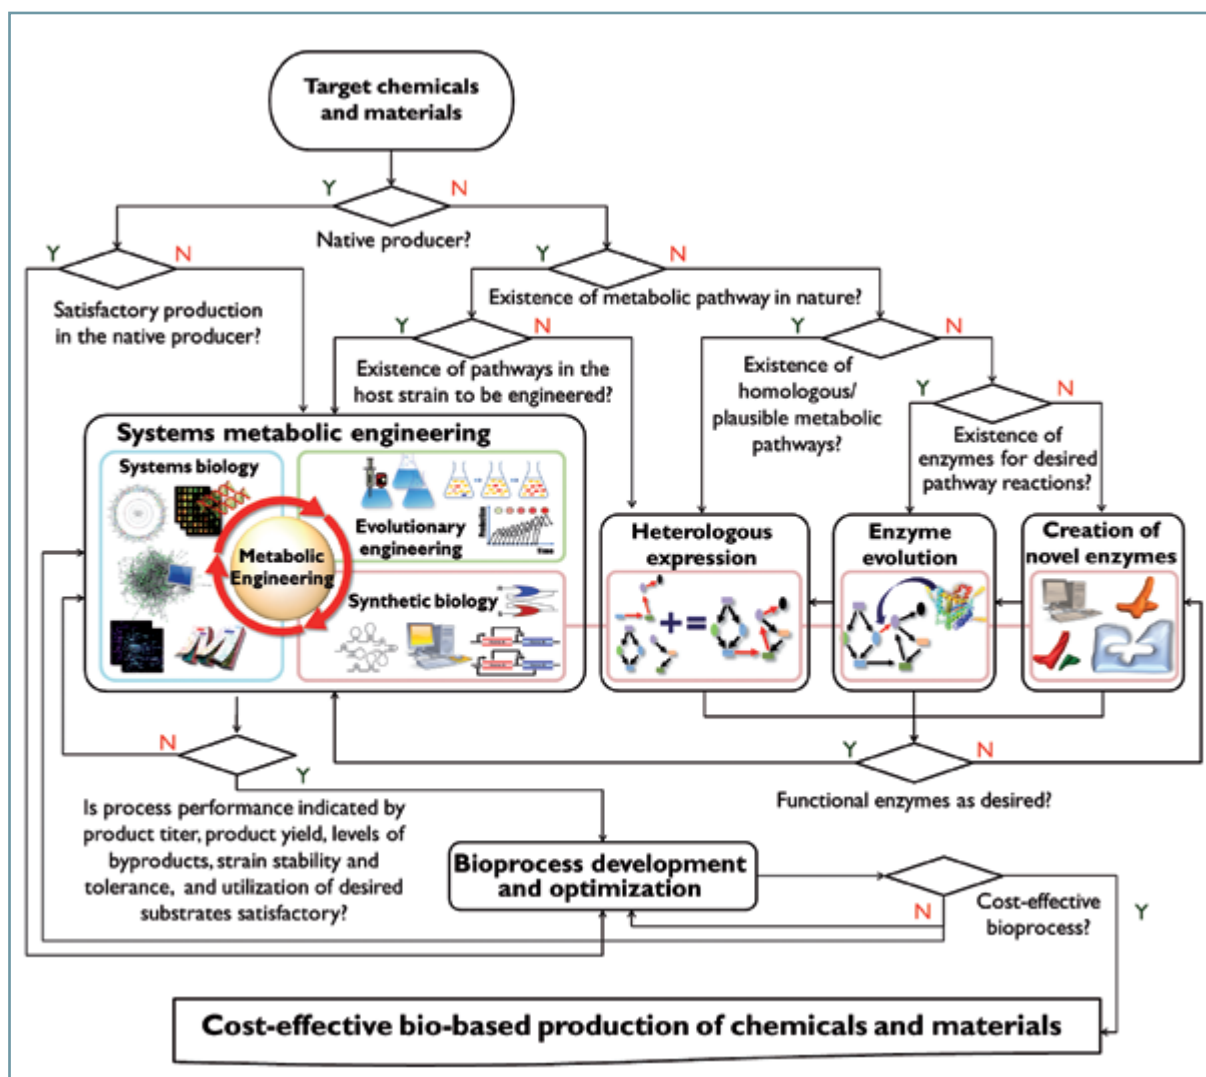 Target chemicals
and materials
Y
N
Native producer?
Y
N
Y
N
Satisfactory production
in the native producer?
Existence of metabolic pathway in nature?
Y
N
Y
N
Existence of pathways in the
host strain to be engineered?
Existence of
homologous/
plausible metabolic
pathways?
Y
N
Existence of
enzymes for desired
pathway reactions?
Systems metabolic engineering
Systems biology
Evolutionary
engineering
Production
time
Metabolic
Engineering
Synthetic biology
Heterologous
expression
Enzyme
evolution
Creation of
novel enzymes
N
Y
Y
N
Functional enzymes as desired?
Is process performance indicated by
product titer, product yield, levels of
byproducts, strain stability and
tolerance, and utilization of desired
substrates satisfactory?
Bioprocess development
and optimization
N
Y
Cost-effective
bioprocess?
Cost-effective bio-based production of chemicals and materials